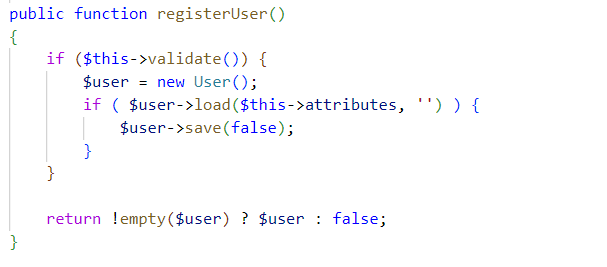 public function registerUser()
{
    if ($this->validate()) {
        $user = new User();
        if ( $user->load($this->attributes, '') ) {
            $user->save(false);
        }
    }

    return !empty($user) ? $user : false;
}